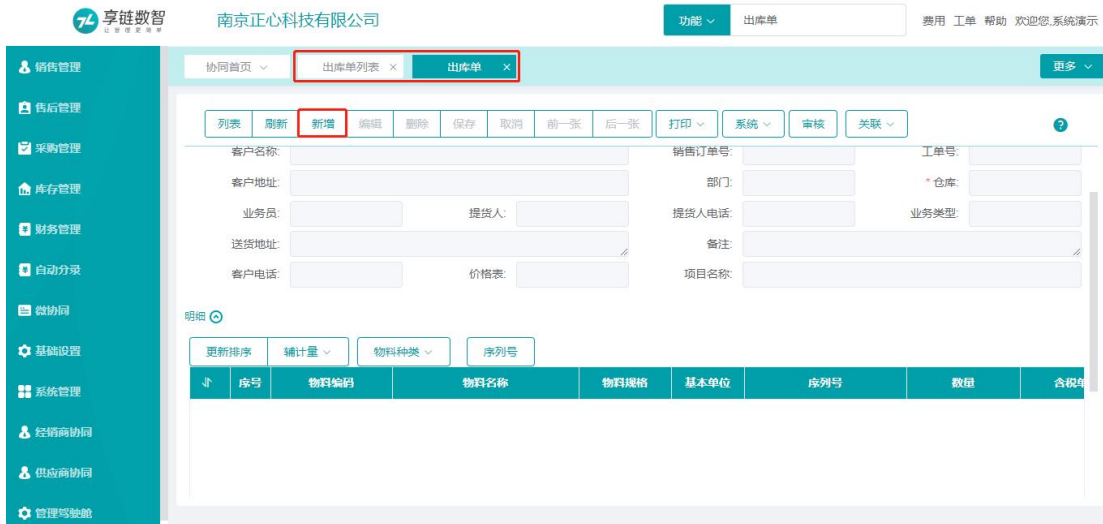 享链数智
让管理更简单
南京正心科技有限公司
功能
出库单
费用 工单 帮助 欢迎您,系统演示
销售管理
售后管理
采购管理
库存管理
财务管理
自动分录
微协同
基础设置
系统管理
经销商协同
供应商协同
管理驾驶舱
协同首页
出库单列表 ×
出库单 ×
更多
列表 刷新 新增 编辑 删除 保存 取消 前一张 后一张 打印 系统 审核 关联
?
客户名称: 销售订单号: 工单号:
客户地址: 部门: * 仓库:
业务员: 提货人: 提货人电话: 业务类型:
送货地址: 备注:
客户电话: 价格表: 项目名称:
明细
更新排序 辅计量 物料种类 序列号
序号 物料编码 物料名称 物料规格 基本单位 序列号 数量 含税单